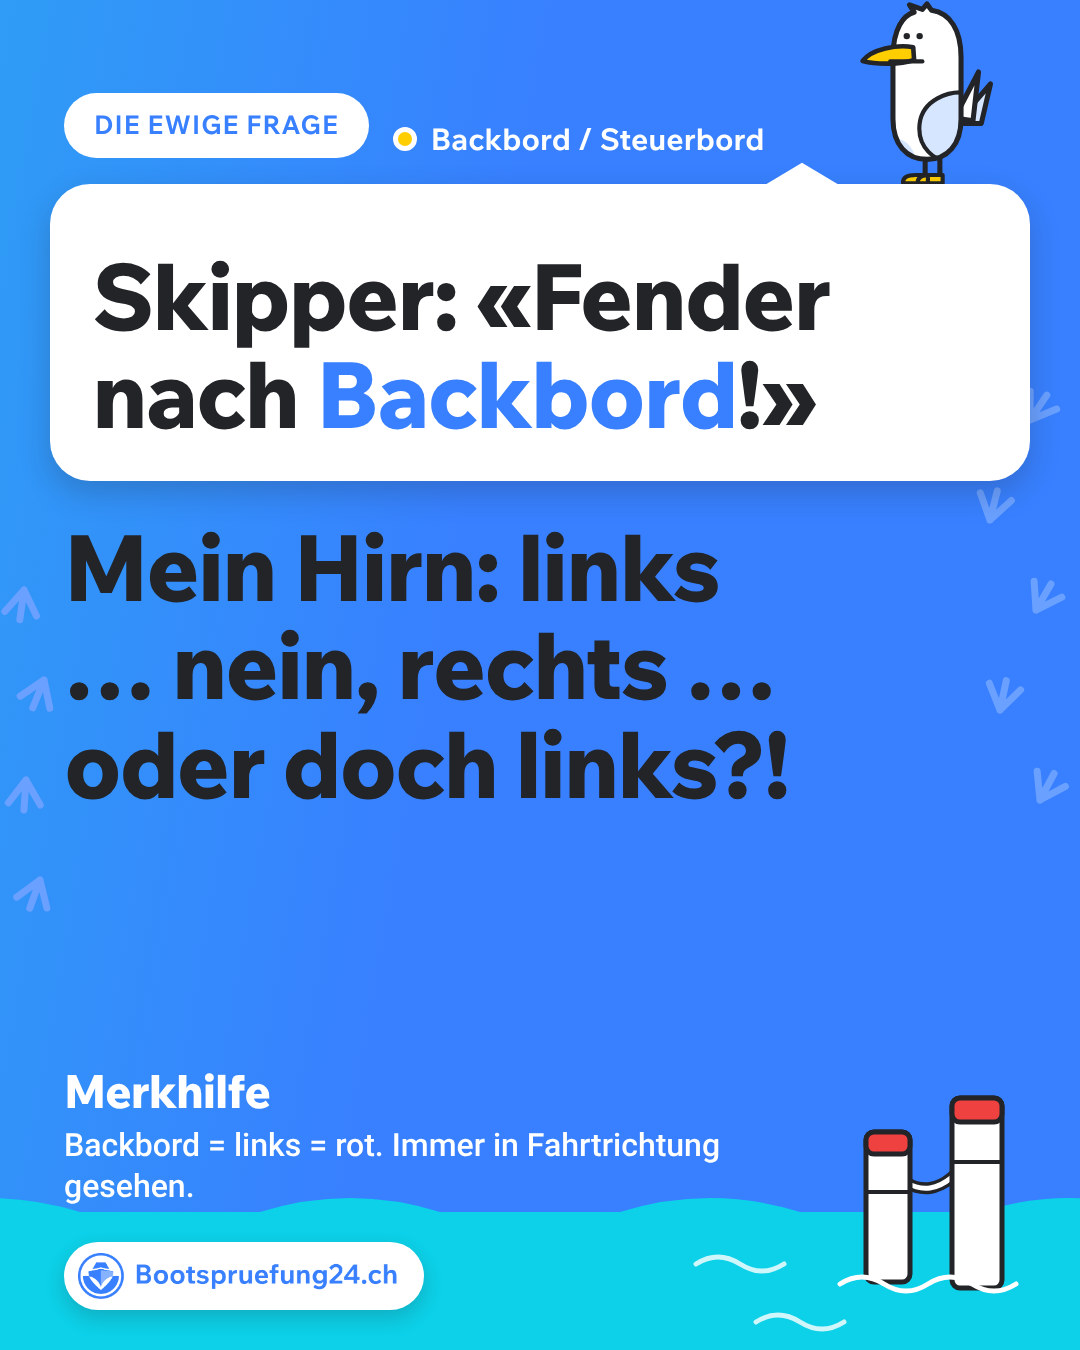 DIE EWIGE FRAGE
Backbord / Steuerbord
Skipper: «Fender
nach Backbord!»
Mein Hirn: links
… nein, rechts …
oder doch links?!
Merkhilfe
Backbord = links = rot. Immer in Fahrtrichtung
gesehen.
Bootspruefung24.ch